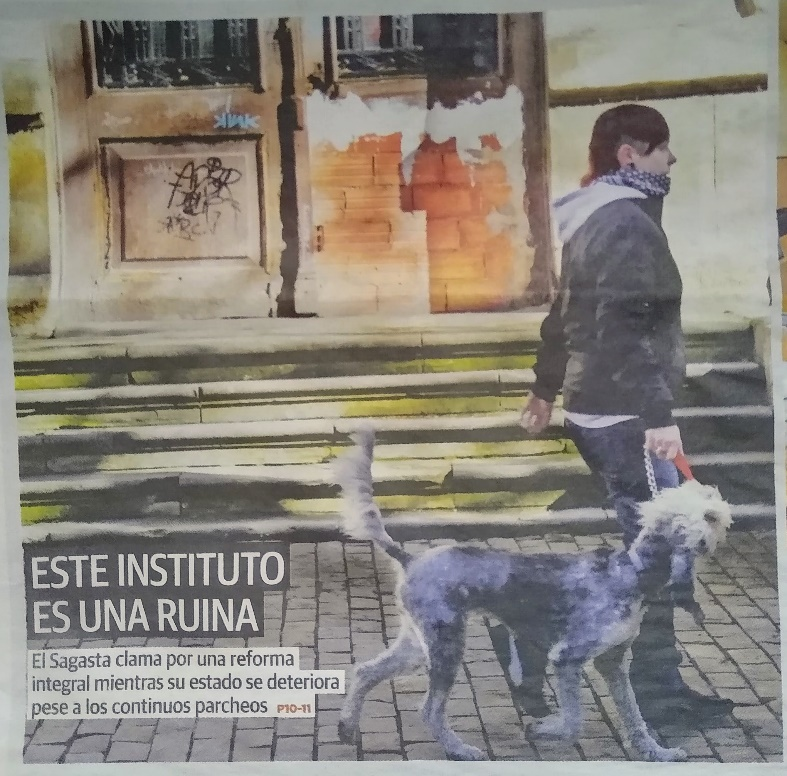 ESTE INSTITUTO
ES UNA RUINA
El Sagasta clama por una reforma
integral mientras su estado se deteriora
pese a los continuos parcheos P10-11